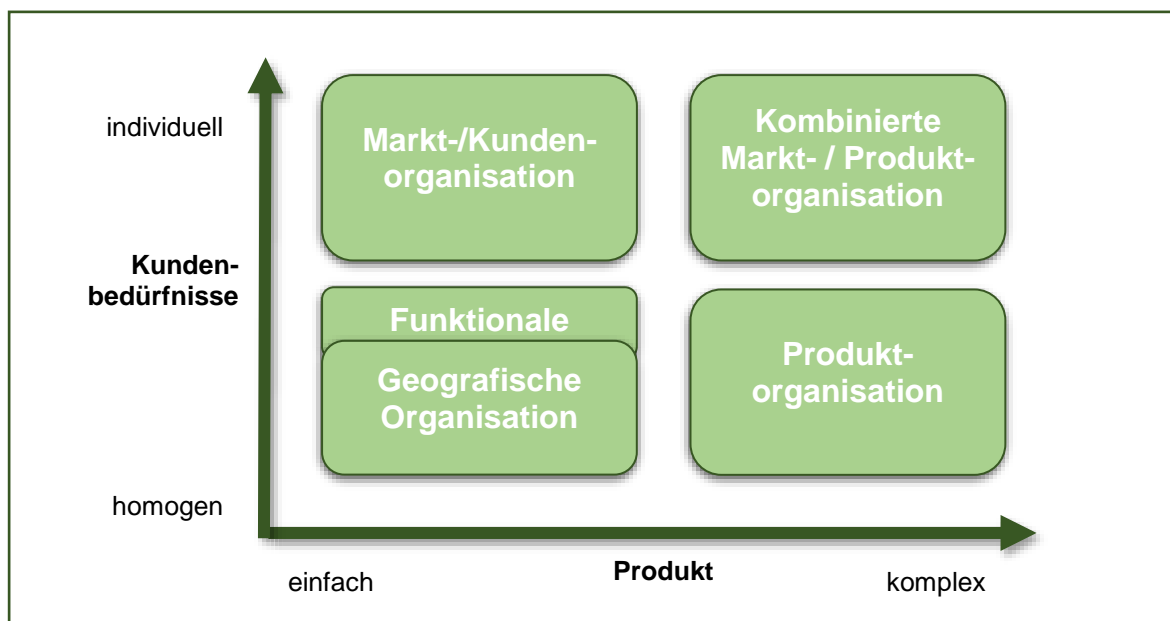 individuell
Markt-/Kunden-
organisation
Kombinierte
Markt- / Produkt-
organisation
Kunden-
bedürfnisse
Funktionale
Geografische
Organisation
Produkt-
organisation
homogen
einfach
Produkt
komplex